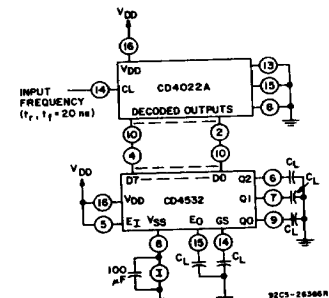 VDD
16
VDD
CD4022A
13
INPUT
FREQUENCY
(tr, tf = 20 ns)
14
CL
15
8
DECODED OUTPUTS
10
2
4
10
VDD
D7
D0
Q2
6
CL
16
VDD
CD4532
Q1
7
CL
5
EI
VSS
EO
GS
Q0
9
CL
8
15
14
100
µF
I
CL
CL
92CS-26366R